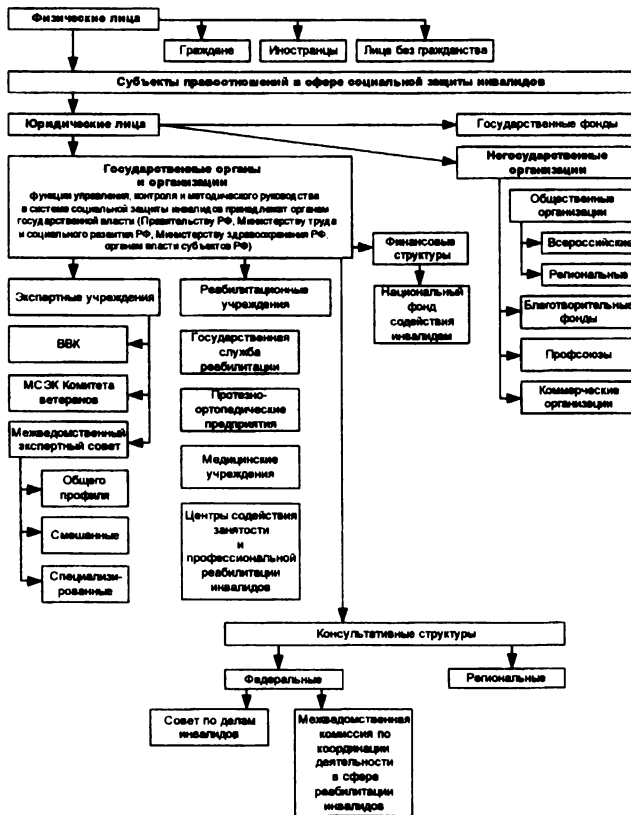 Физические лица
Граждане
Иностранцы
Лица без гражданства
Субъекты правоотношений в сфере социальной защиты инвалидов
Юридические лица
Государственные фонды
Негосударственные
организации
Государственные органы
и организации
функции управления, контроля и методического руководства
в системе социальной защиты инвалидов принадлежат органам
государственной власти (Правительству РФ, Министерству труда
и социального развития РФ, Министерству здравоохранения РФ,
органам власти субъектов РФ)
Общественные
организации
Всероссийские
Региональные
Благотворительные
фонды
Профсоюзы
Коммерческие
организации
Финансовые
структуры
Национальный
фонд
содействия
инвалидам
Экспертные учреждения
ВВК
МСЭК Комитета
ветеранов
Межведомственный
экспертный совет
Общего
профиля
Смешанные
Специализи-
рованные
Реабилитационные
учреждения
Государственная
служба
реабилитации
Протезно-
ортопедические
предприятия
Медицинские
учреждения
Центры содействия
занятости
и
профессиональной
реабилитации
инвалидов
Консультативные структуры
Федеральные
Региональные
Совет по делам
инвалидов
Межведомственная
комиссия по
координации
деятельности
в сфере
реабилитации
инвалидов